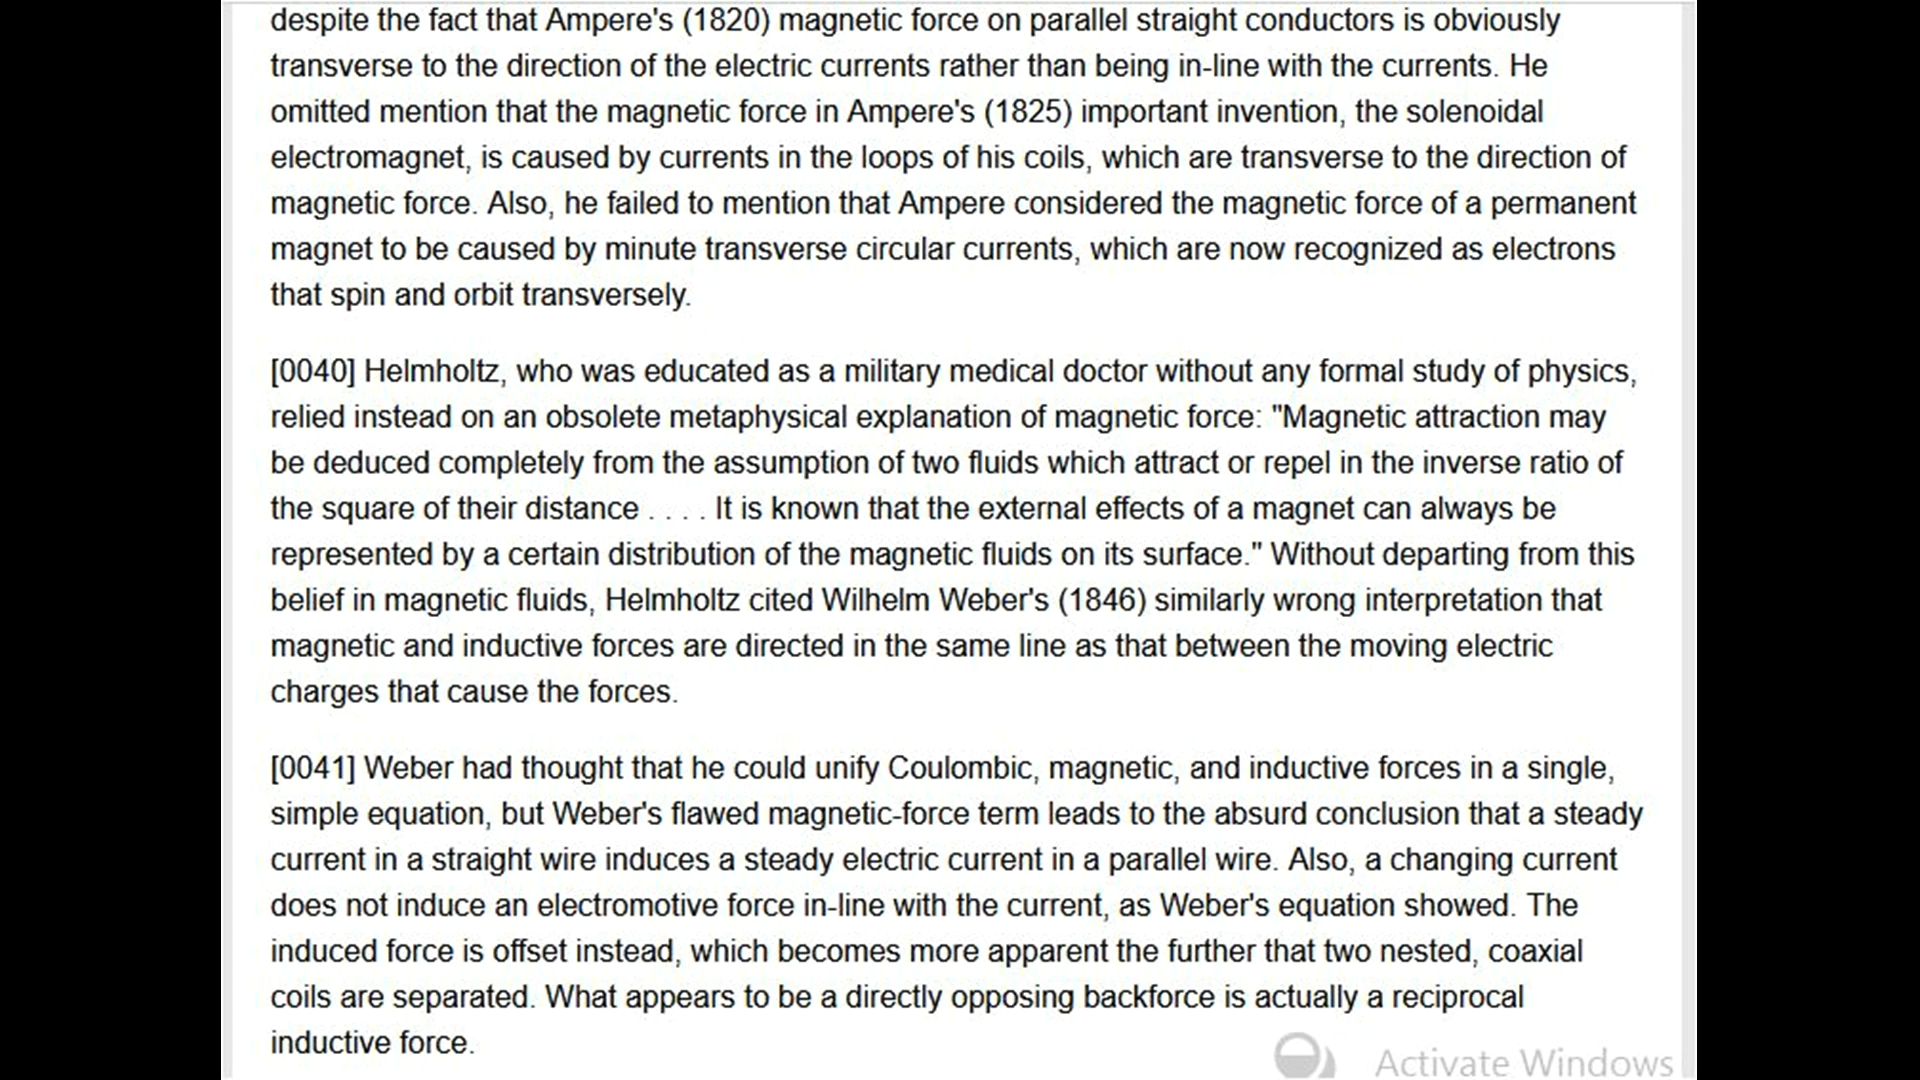 despite the fact that Ampere's (1820) magnetic force on parallel straight conductors is obviously
transverse to the direction of the electric currents rather than being in-line with the currents. He
omitted mention that the magnetic force in Ampere's (1825) important invention, the solenoidal
electromagnet, is caused by currents in the loops of his coils, which are transverse to the direction of
magnetic force. Also, he failed to mention that Ampere considered the magnetic force of a permanent
magnet to be caused by minute transverse circular currents, which are now recognized as electrons
that spin and orbit transversely.
[0040] Helmholtz, who was educated as a military medical doctor without any formal study of physics,
relied instead on an obsolete metaphysical explanation of magnetic force: "Magnetic attraction may
be deduced completely from the assumption of two fluids which attract or repel in the inverse ratio of
the square of their distance . . . . It is known that the external effects of a magnet can always be
represented by a certain distribution of the magnetic fluids on its surface." Without departing from this
belief in magnetic fluids, Helmholtz cited Wilhelm Weber's (1846) similarly wrong interpretation that
magnetic and inductive forces are directed in the same line as that between the moving electric
charges that cause the forces.
[0041] Weber had thought that he could unify Coulombic, magnetic, and inductive forces in a single,
simple equation, but Weber's flawed magnetic-force term leads to the absurd conclusion that a steady
current in a straight wire induces a steady electric current in a parallel wire. Also, a changing current
does not induce an electromotive force in-line with the current, as Weber's equation showed. The
induced force is offset instead, which becomes more apparent the further that two nested, coaxial
coils are separated. What appears to be a directly opposing backforce is actually a reciprocal
inductive force.
Activate Windows